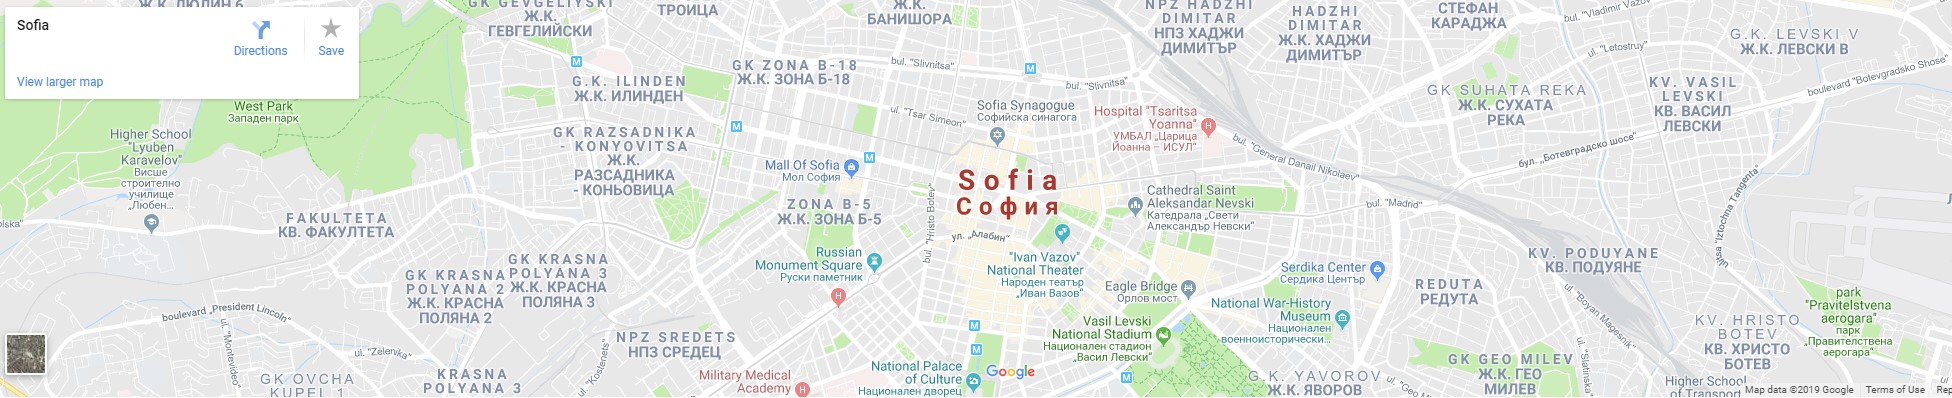 Sofia
Directions
Save
View larger map
Ж.К. ЛЮЛИН 6
GK GEVGELIYSKI
Ж.К.
ГЕВГЕЛИЙСКИ
ТРОИЦА
Ж.К.
БАНИШОРА
NPZ HADZHI
DIMITAR
НПЗ ХАДЖИ
ДИМИТЪР
HADZHI
DIMITAR
Ж.К. ХАДЖИ
ДИМИТЪР
СТЕФАН
КАРАДЖА
bul. "Vladimir Vazov"
G.K. LEVSKI V
Ж.К. ЛЕВСКИ В
ul. "Letostruy"
boulevard "Botevgradsko Shose"
West Park
Западен парк
G.K. ILINDEN
Ж.К. ИЛИНДЕН
GK ZONA B-18
Ж.К. ЗОНА Б-18
bul. "Slivnitsa"
bul. "Slivnitsa"
ul. "Tsar Simeon"
Sofia Synagogue
Софийска синагога
Hospital "Tsaritsa
Yoanna"
УМБАЛ „Царица
Йоанна – ИСУЛ"
GK SUHATA REKA
Ж.К. СУХАТА
РЕКА
KV. VASIL
LEVSKI
КВ. ВАСИЛ
ЛЕВСКИ
Higher School
"Lyuben
Karavelov"
Висше
строително
училище
„Любен...
GK RAZSADNIKA
- KONYOVITSA
Ж.К.
РАЗСАДНИКА
- КОНЬОВИЦА
Mall Of Sofia
Мол София
bul. "General Danail Nikolaev"
бул. „Ботевградско шосе"
Sofia
София
Cathedral Saint
Aleksandar Nevski
Катедрала „Свети
Александър Невски"
bul. "Madrid"
ulsa "Iztochna Tangenta"
FAKULTETA
КВ. ФАКУЛТЕТА
ZONA B-5
Ж.К. ЗОНА Б-5
bul. "Hristo Botev"
ул. „Алабин"
Russian
Monument Square
Руски паметник
"Ivan Vazov"
National Theater
Народен театър
„Иван Вазов"
KV. PODUYANE
КВ. ПОДУЯНЕ
GK KRASNA
POLYANA 2
Ж.К. КРАСНА
ПОЛЯНА 2
GK KRASNA
POLYANA 3
Ж.К. КРАСНА
ПОЛЯНА 3
Serdika Center
Сердика Център
Eagle Bridge
Орлов мост
REDUTA
РЕДУТА
National War-History
Museum
Национален
военноисторически...
park
"Pravitelstvena
aerogara"
парк
„Правителствена
аерогара"
boulevard "President Lincoln"
ul. "Montevideo"
ul. "Zelenika"
ul. "Kostenets"
NPZ SREDETS
НПЗ СРЕДЕЦ
Vasil Levski
National Stadium
Национален стадион
„Васил Левски"
ul. "Boyan Magesnik"
KV. HRISTO
BOTEV
КВ. ХРИСТО
БОТЕВ
GK OVCHA
KUPEL 1
KRASNA
POLYANA 3
Military Medical
Academy
National Palace
of Culture
Национален дворец
Google
G.K. YAVOROV
Ж.К. ЯВОРОВ
GK GEO MILEV
Ж.К. ГЕО
МИЛЕВ
ul. "Slatinska"
Higher School
of Transport
Map data ©2019 Google
Terms of Use